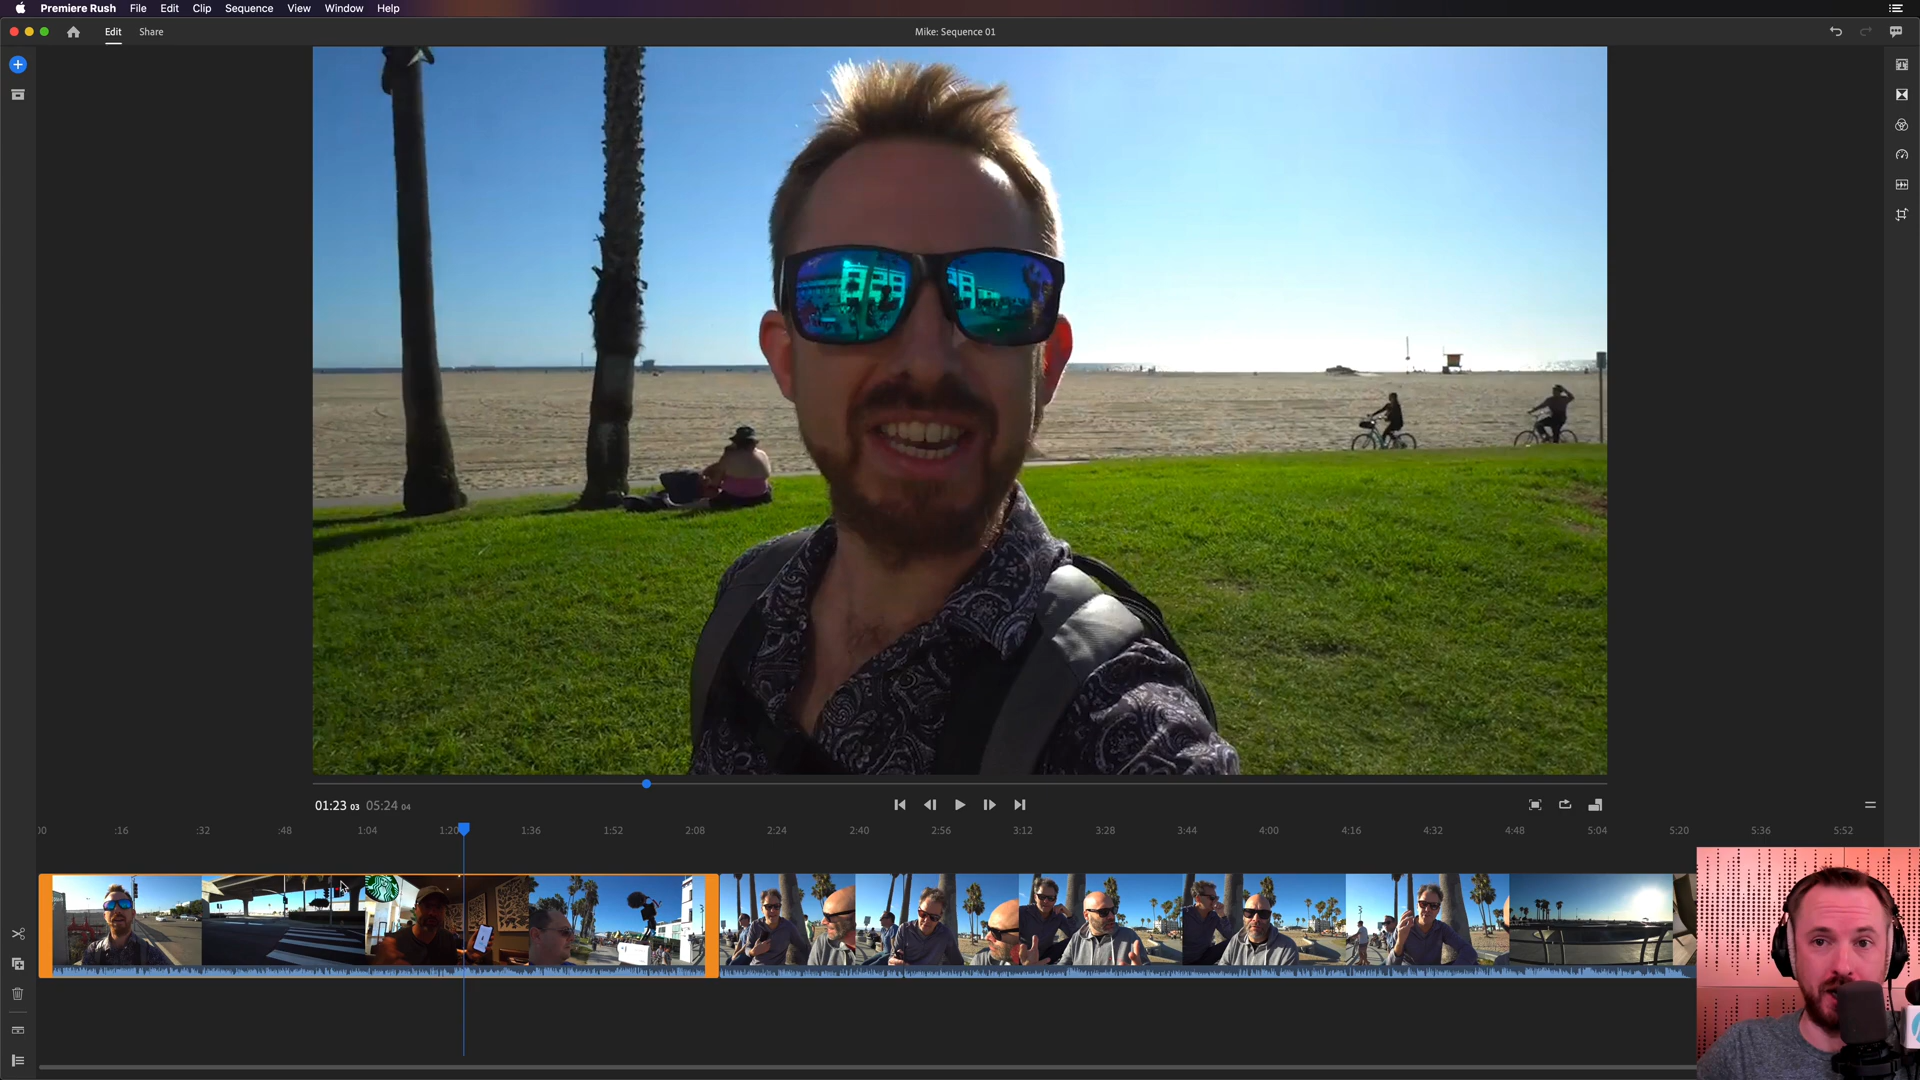 Premiere Rush File Edit Clip Sequence View Window Help
Edit Share Mike: Sequence 01
01:23 03 05:24 04
:16 :32 :48 1:04 1:20 1:36 1:52 2:08 2:24 2:40 2:56 3:12 3:28 3:44 4:00 4:16 4:32 4:48 5:04 5:20 5:36 5:52